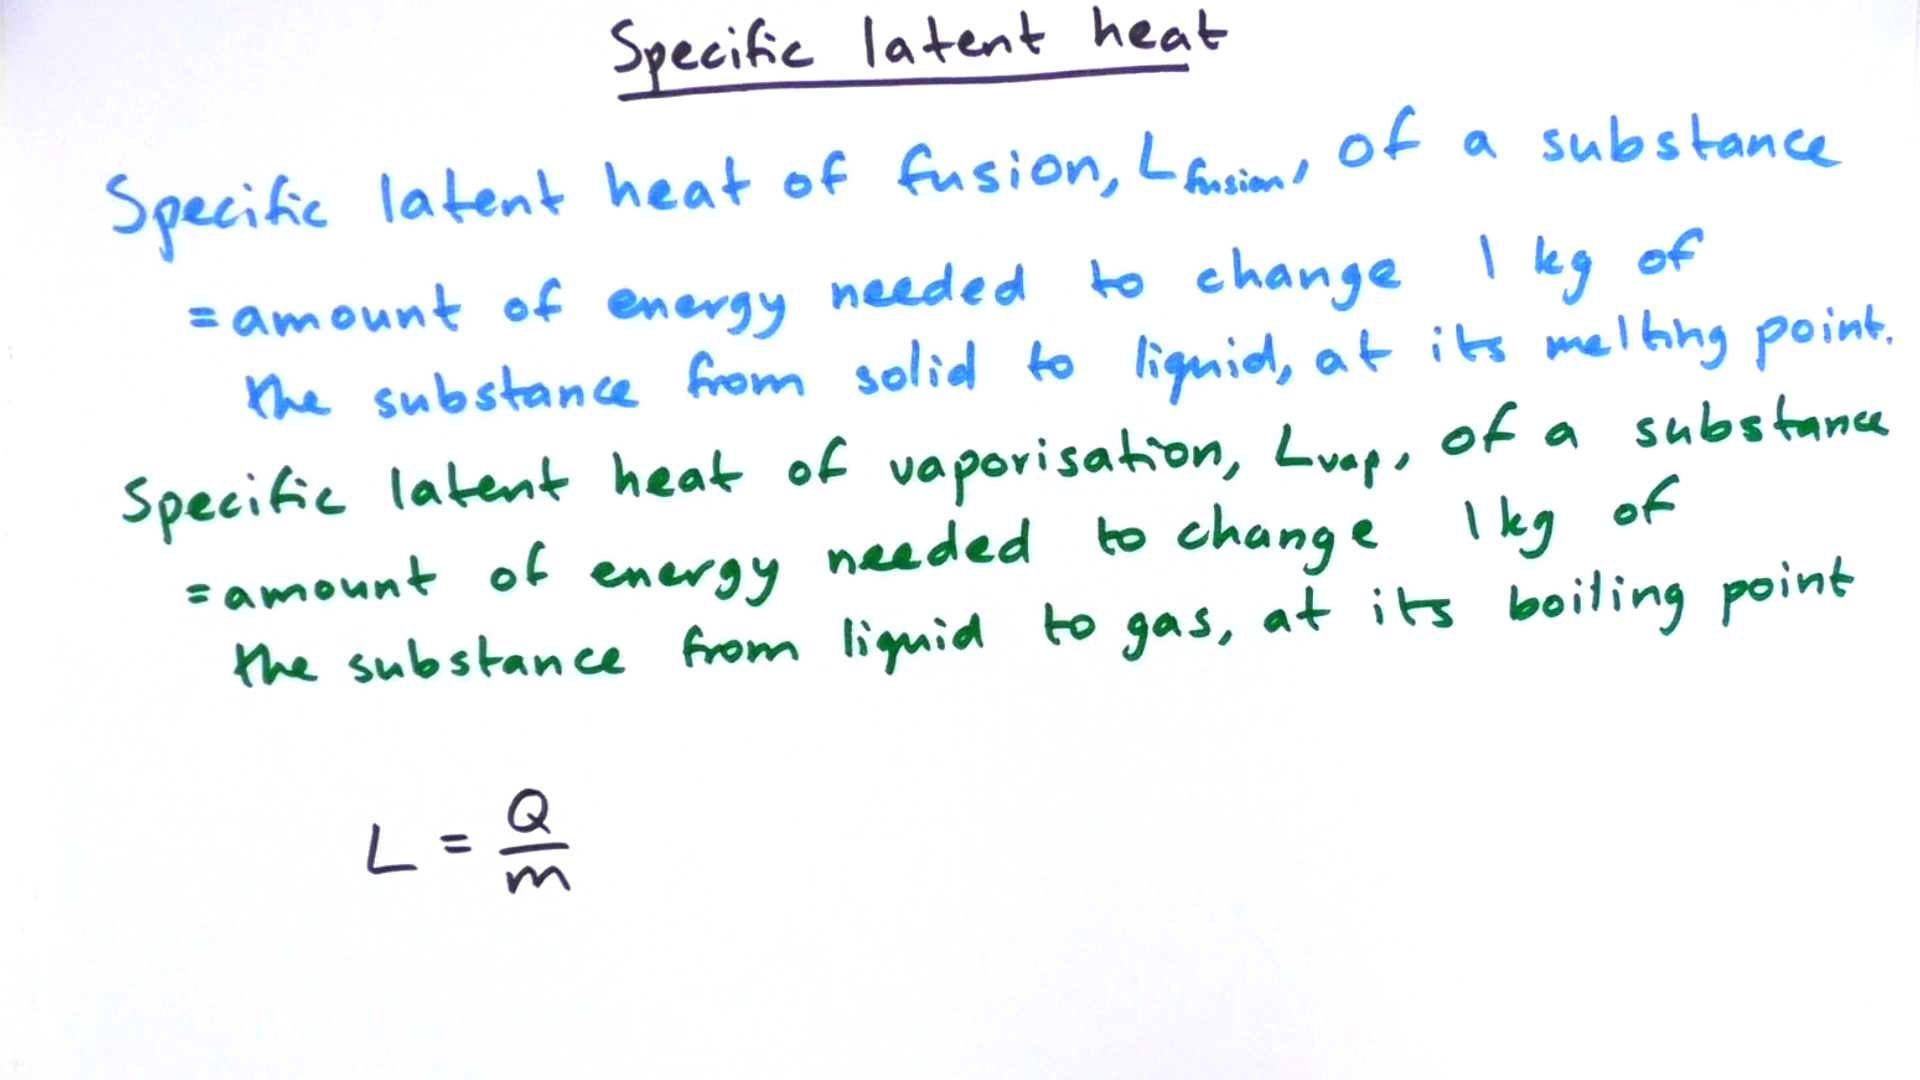 Specific latent heat
Specific latent heat of fusion, Lfusion, of a substance
= amount of energy needed to change 1 kg of
the substance from solid to liquid, at its melting point.
Specific latent heat of vaporisation, Lvap, of a substance
= amount of energy needed to change 1 kg of
the substance from liquid to gas, at its boiling point
L = Q/m